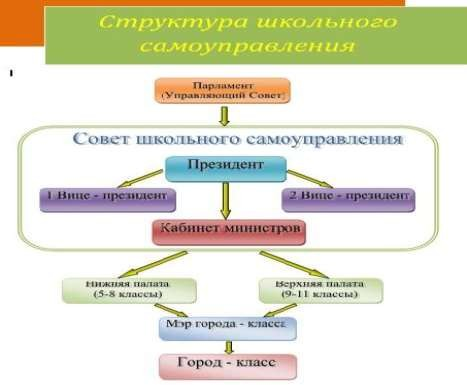 Структура школьного
самоуправления
Парламент
(Управляющий Совет)
Совет школьного самоуправления
Президент
1 Вице - президент
2 Вице - президент
Кабинет министров
Нижняя палата
(5-8 классы)
Верхняя палата
(9-11 классы)
Мэр города - класса
Город - класс